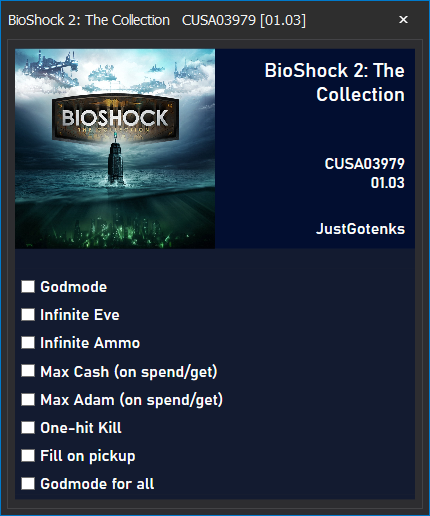 BioShock 2: The Collection CUSA03979 [01.03]
BIOSHOCK
THE COLLECTION
BioShock 2: The
Collection
CUSA03979
01.03
JustGotenks
Godmode
Infinite Eve
Infinite Ammo
Max Cash (on spend/get)
Max Adam (on spend/get)
One-hit Kill
Fill on pickup
Godmode for all